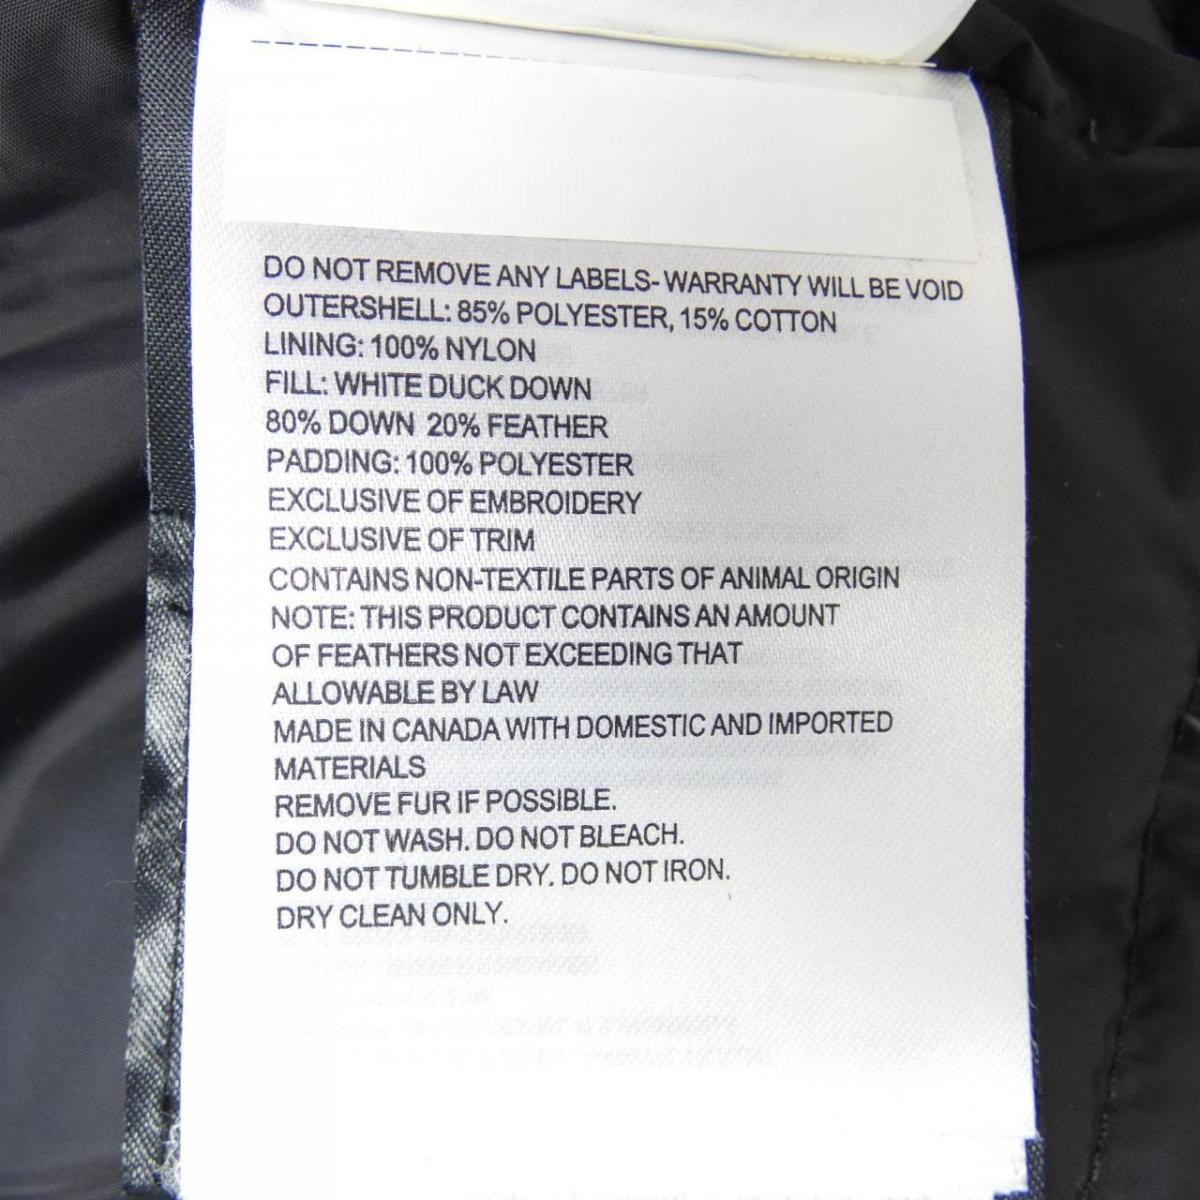 DO NOT REMOVE ANY LABELS-WARRANTY WILL BE VOID
OUTERSHELL: 85% POLYESTER, 15% COTTON
LINING: 100% NYLON
FILL: WHITE DUCK DOWN
80% DOWN 20% FEATHER
PADDING: 100% POLYESTER
EXCLUSIVE OF EMBROIDERY
EXCLUSIVE OF TRIM
CONTAINS NON-TEXTILE PARTS OF ANIMAL ORIGIN
NOTE: THIS PRODUCT CONTAINS AN AMOUNT
OF FEATHERS NOT EXCEEDING THAT
ALLOWABLE BY LAW
MADE IN CANADA WITH DOMESTIC AND IMPORTED
MATERIALS
REMOVE FUR IF POSSIBLE.
DO NOT WASH. DO NOT BLEACH.
DO NOT TUMBLE DRY. DO NOT IRON.
DRY CLEAN ONLY.